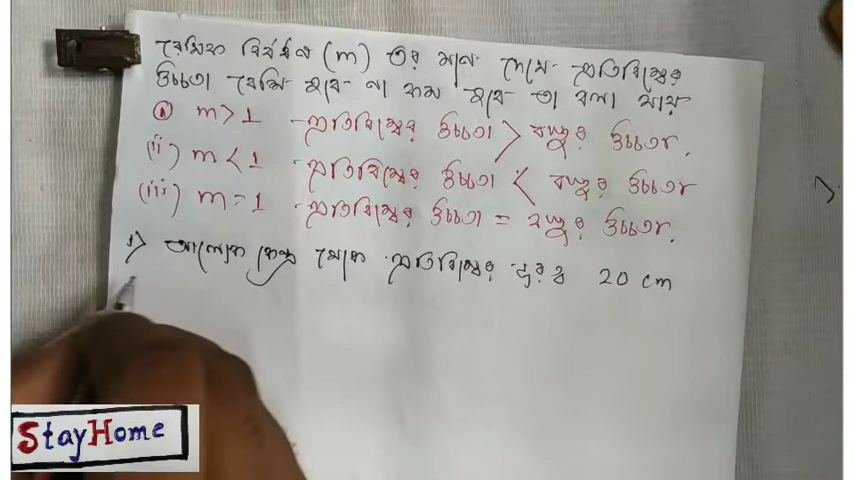 রৈখিক বিবর্ধন (m) এর মান দেখে প্রতিবিম্বের
উচ্চতা বেশি হবে না কম হবে তা বলা যায়
(i) m > 1 প্রতিবিম্বের উচ্চতা > বস্তুর উচ্চতা.
(ii) m < 1 প্রতিবিম্বের উচ্চতা < বস্তুর উচ্চতা
(iii) m = 1 প্রতিবিম্বের উচ্চতা = বস্তুর উচ্চতা.
১> আলোক কেন্দ্র থেকে প্রতিবিম্বের দূরত্ব 20 cm
StayHome